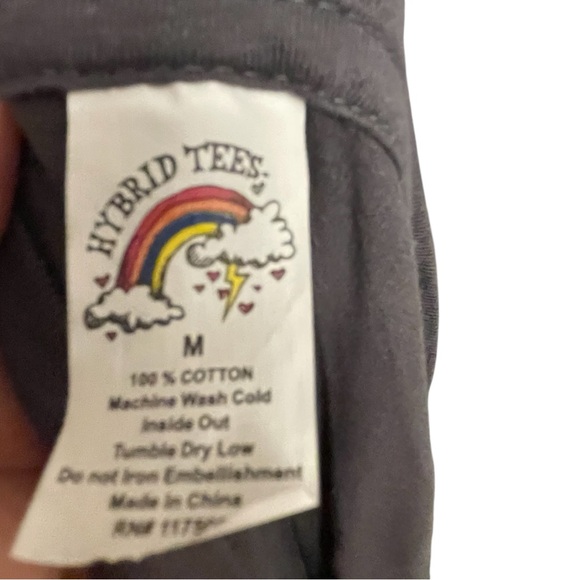 HYBRID TEES
M
100 % COTTON
Machine Wash Cold
Inside Out
Tumble Dry Low
Do not Iron Embellishment
Made in China
RN#